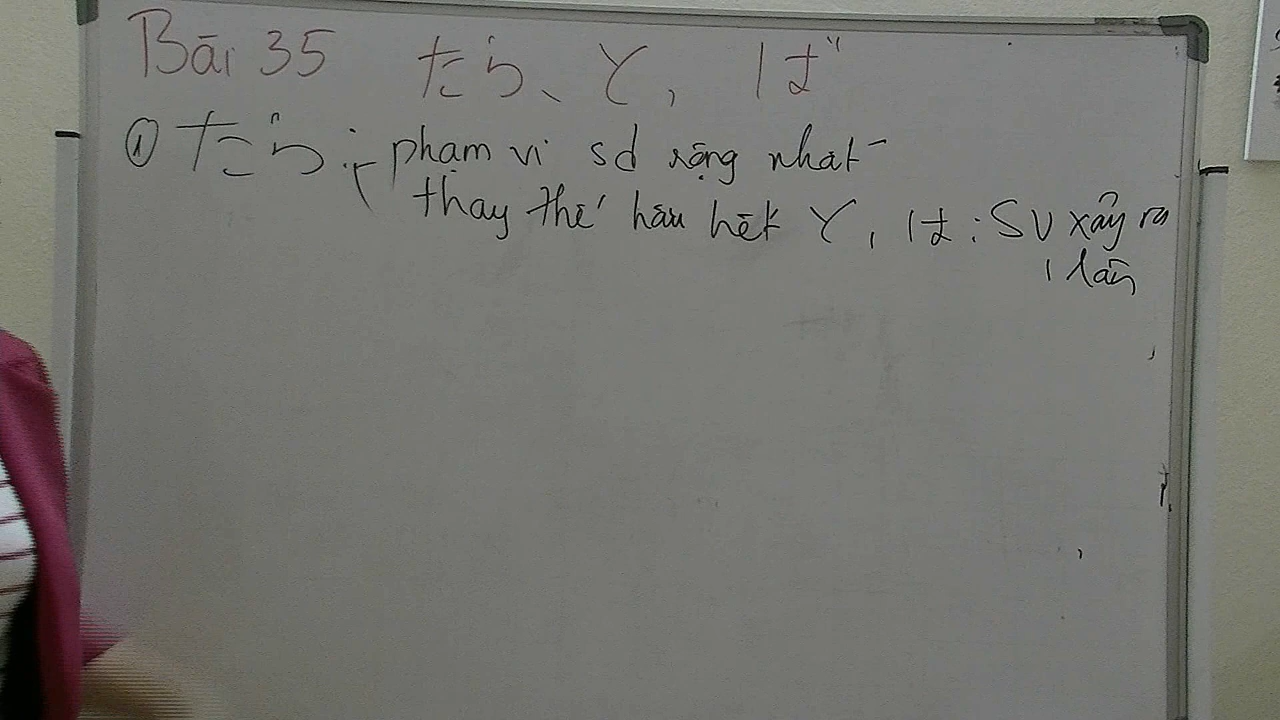 Bài 35 たら、と, ば
① たら: phạm vi sd rộng nhất
thay thế hầu hết と, ば: SV xảy ra
1 lần